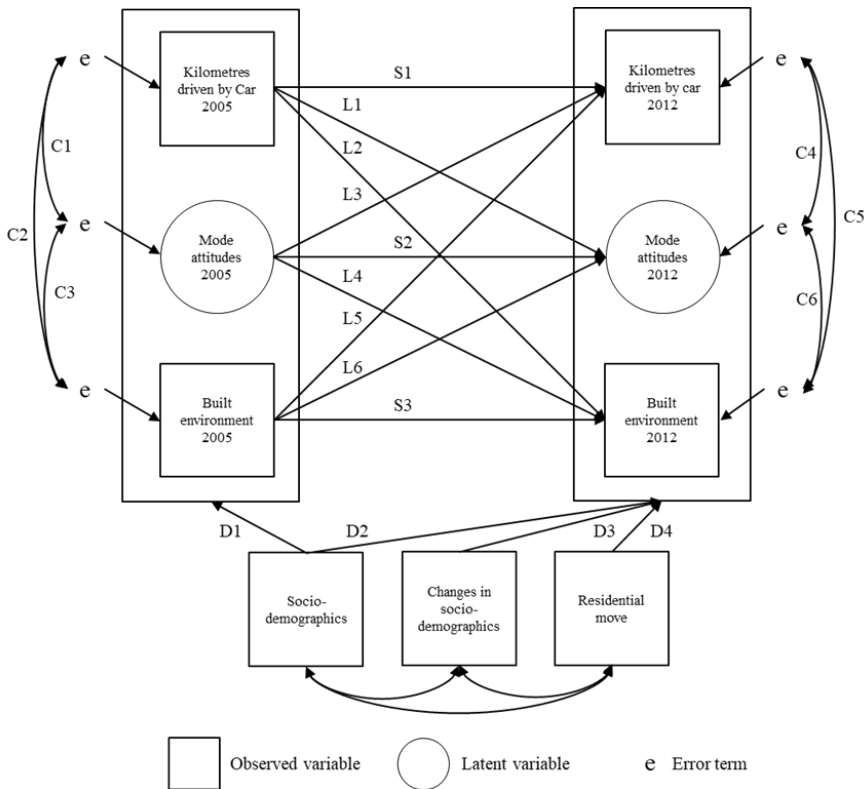 Kilometres
driven by Car
2005
Kilometres
driven by car
2012
e
e
S1
L1
L2
L3
C1
C4
C2
e
e
C5
Mode
attitudes
2005
Mode
attitudes
2012
S2
L4
C3
C6
L5
L6
e
e
S3
Built
environment
2005
Built
environment
2012
D1
D2
D3
D4
Socio-
demographics
Changes in
socio-
demographics
Residential
move
Observed variable
Latent variable
e Error term